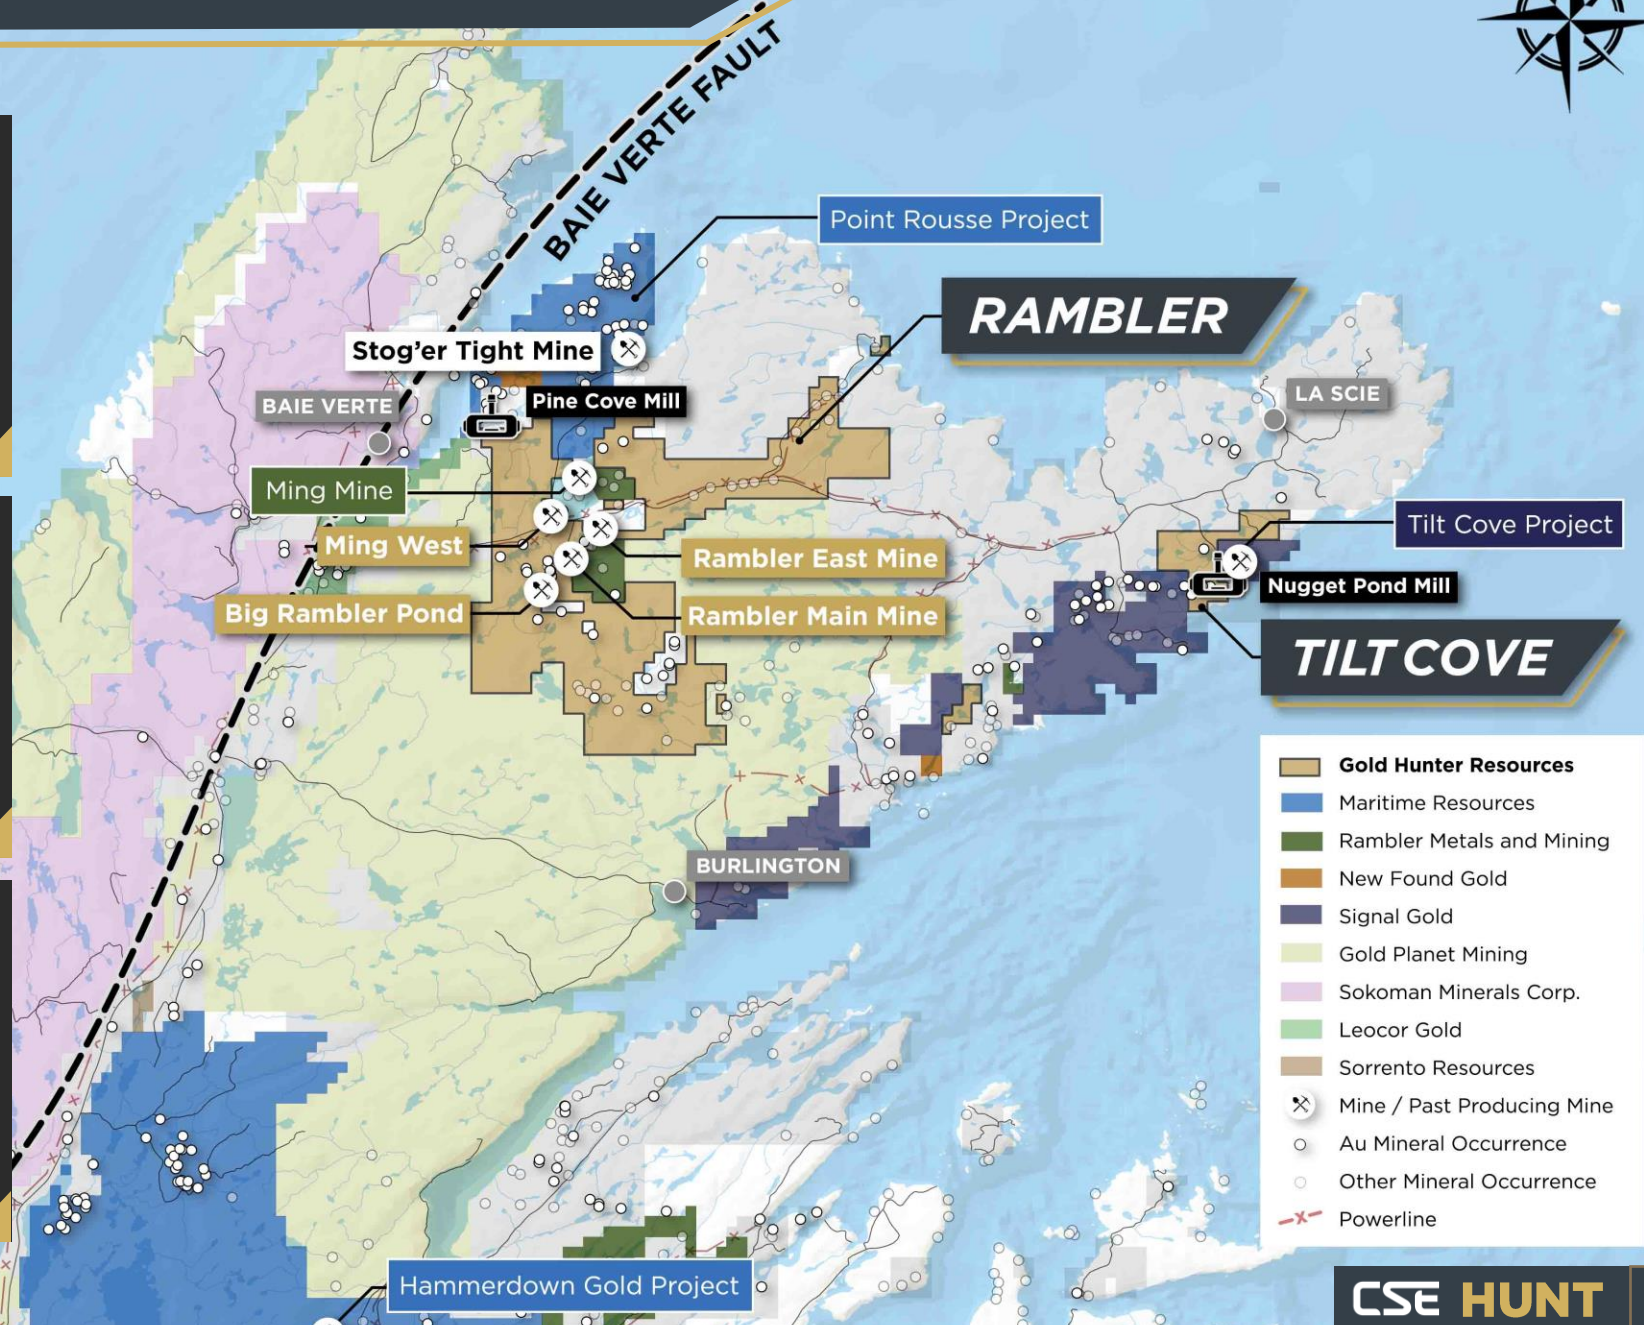 BAIE VERTE FAULT
Point Rousse Project
RAMBLER
Stog'er Tight Mine
Pine Cove Mill
BAIE VERTE
LA SCIE
Ming Mine
Tilt Cove Project
Ming West
Rambler East Mine
Nugget Pond Mill
Big Rambler Pond
Rambler Main Mine
TILT COVE
BURLINGTON
Gold Hunter Resources
Maritime Resources
Rambler Metals and Mining
New Found Gold
Signal Gold
Gold Planet Mining
Sokoman Minerals Corp.
Leocor Gold
Sorrento Resources
Mine / Past Producing Mine
Au Mineral Occurrence
Other Mineral Occurrence
Powerline
Hammerdown Gold Project
CSE HUNT